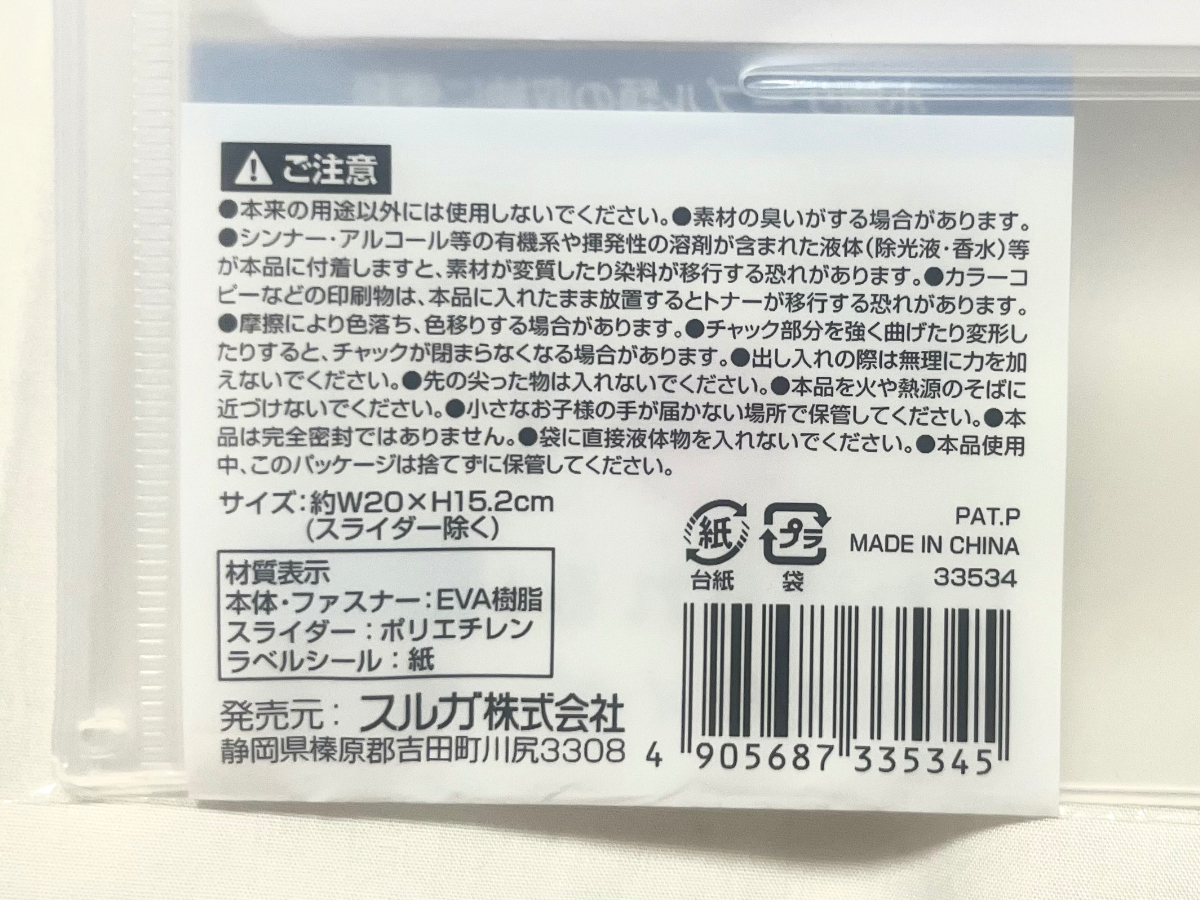 ⚠ ご注意
●本来の用途以外には使用しないでください。●素材の臭いがする場合があります。
●シンナー・アルコール等の有機系や揮発性の溶剤が含まれた液体(除光液・香水)等
が本品に付着しますと、素材が変質したり染料が移行する恐れがあります。●カラーコ
ピーなどの印刷物は、本品に入れたまま放置するとトナーが移行する恐れがあります。
●摩擦により色落ち、色移りする場合があります。●チャック部分を強く曲げたり変形し
たりすると、チャックが閉まらなくなる場合があります。●出し入れの際は無理に力を加
えないでください。●先の尖った物は入れないでください。●本品を火や熱源のそばに
近づけないでください。●小さなお子様の手が届かない場所で保管してください。●本
品は完全密封ではありません。●袋に直接液体物を入れないでください。●本品使用
中、このパッケージは捨てずに保管してください。
サイズ:約W20×H15.2cm
(スライダー除く)
材質表示
本体・ファスナー:EVA樹脂
スライダー:ポリエチレン
ラベルシール:紙
発売元:スルガ株式会社
静岡県榛原郡吉田町川尻3308
紙
台紙
プラ
袋
PAT.P
MADE IN CHINA
33534
4 905687 335345